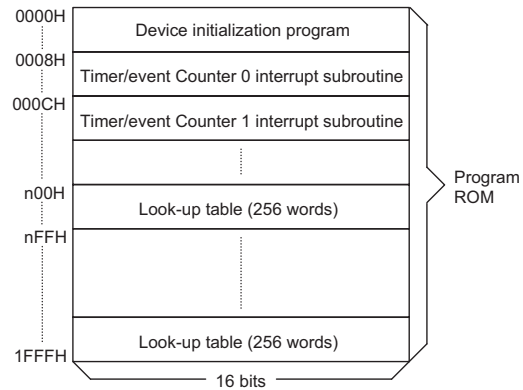 0000H
Device initialization program
0008H
Timer/event Counter 0 interrupt subroutine
000CH
Timer/event Counter 1 interrupt subroutine
n00H
Look-up table (256 words)
nFFH
Program
ROM
Look-up table (256 words)
1FFFH
16 bits